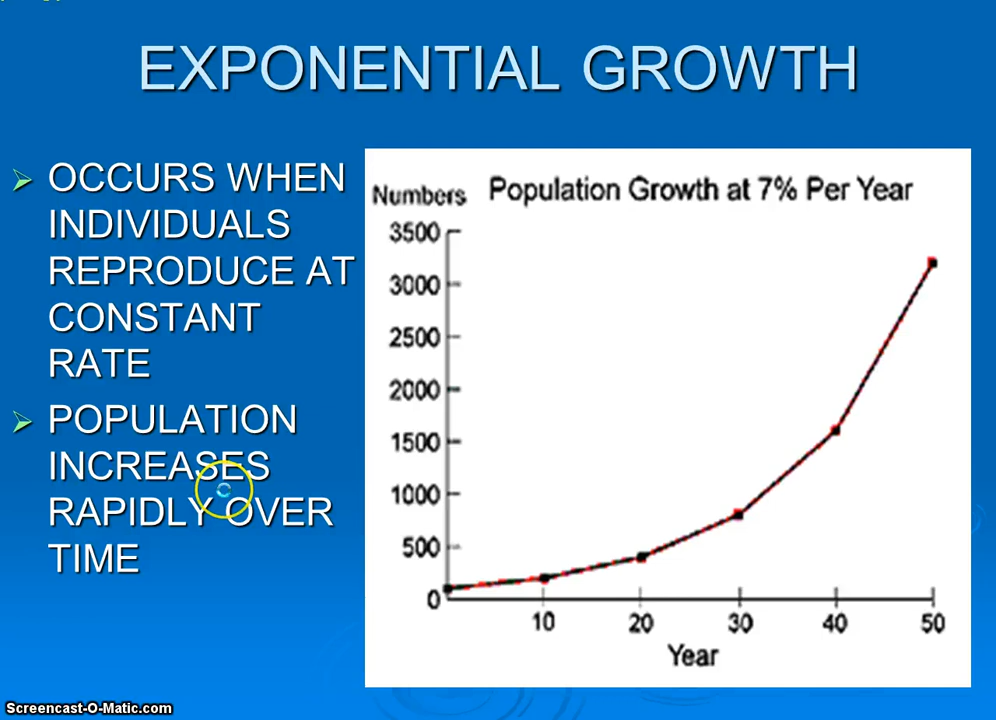 EXPONENTIAL GROWTH
OCCURS WHEN
INDIVIDUALS
REPRODUCE AT
CONSTANT
RATE
POPULATION
INCREASES
RAPIDLY OVER
TIME
Numbers
Population Growth at 7% Per Year
3500
3000
2500
2000
1500
1000
500
0
10 20 30 40 50
Year
Screencast-O-Matic.com